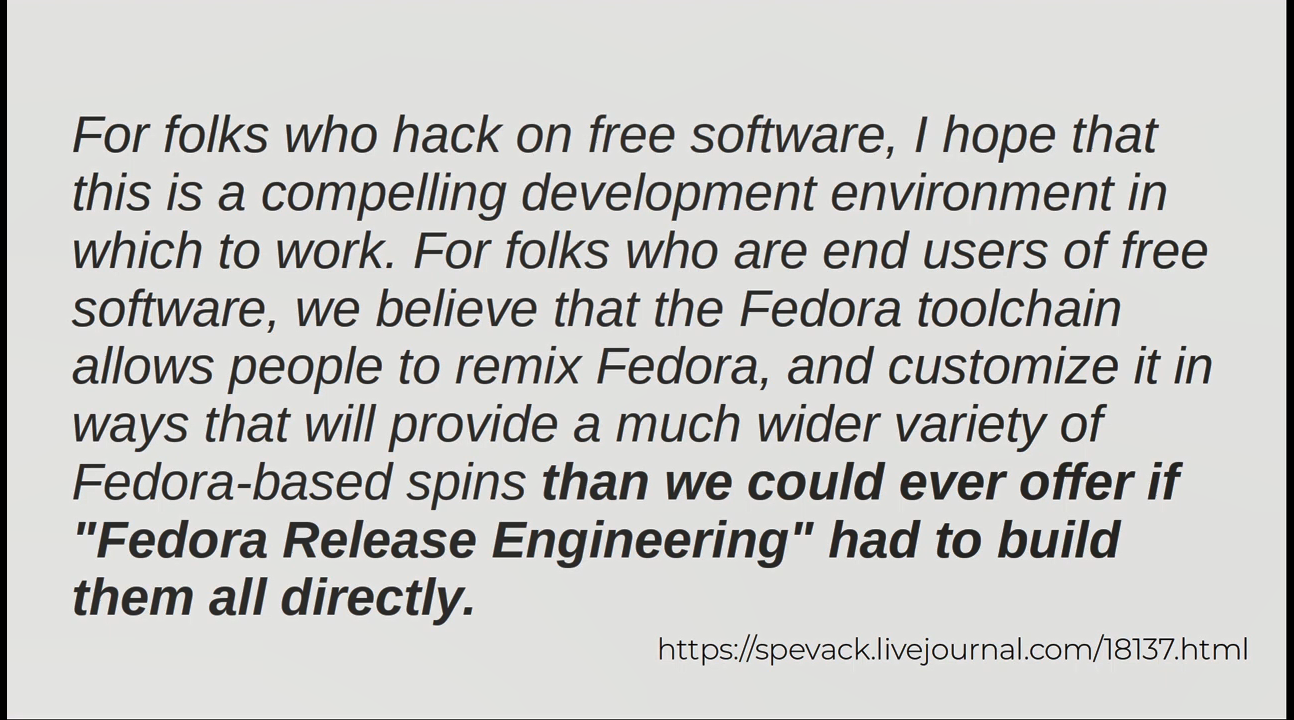 For folks who hack on free software, I hope that
this is a compelling development environment in
which to work. For folks who are end users of free
software, we believe that the Fedora toolchain
allows people to remix Fedora, and customize it in
ways that will provide a much wider variety of
Fedora-based spins than we could ever offer if
"Fedora Release Engineering" had to build
them all directly.
https://spevack.livejournal.com/18137.html